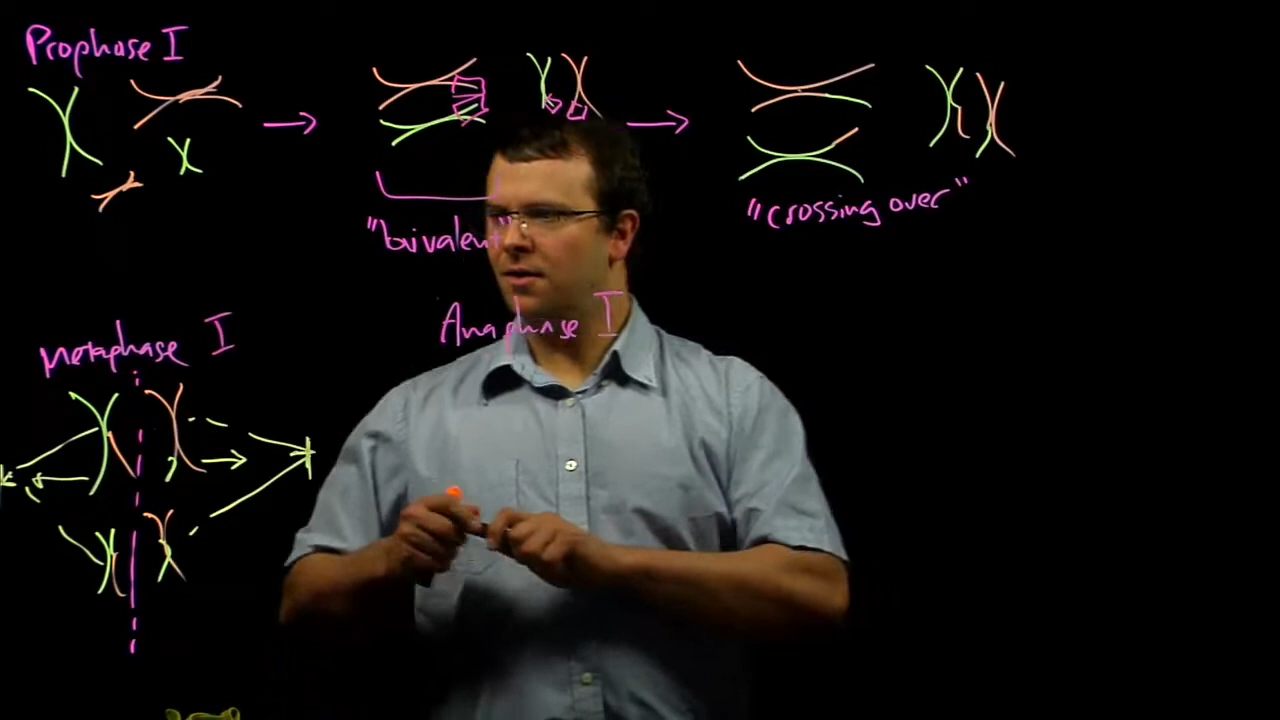 Prophase I
"bivalent"
"crossing over"
Metaphase I
Anaphase I